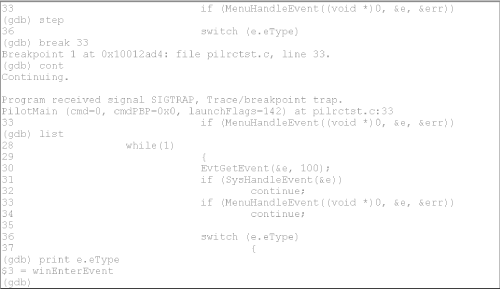 33                              if (MenuHandleEvent((void *)0, &e, &err))
(gdb) step
36                              switch (e.eType)
(gdb) break 33
Breakpoint 1 at 0x10012ad4: file pilrctst.c, line 33.
(gdb) cont
Continuing.

Program received signal SIGTRAP, Trace/breakpoint trap.
PilotMain (cmd=0, cmdPBP=0x0, launchFlags=142) at pilrctst.c:33
33                              if (MenuHandleEvent((void *)0, &e, &err))
(gdb) list
28                  while(1)
29                              {
30                              EvtGetEvent(&e, 100);
31                              if (SysHandleEvent(&e))
32                                      continue;
33                              if (MenuHandleEvent((void *)0, &e, &err))
34                                      continue;
35
36                              switch (e.eType)
37                                      {
(gdb) print e.eType
$3 = winEnterEvent
(gdb)